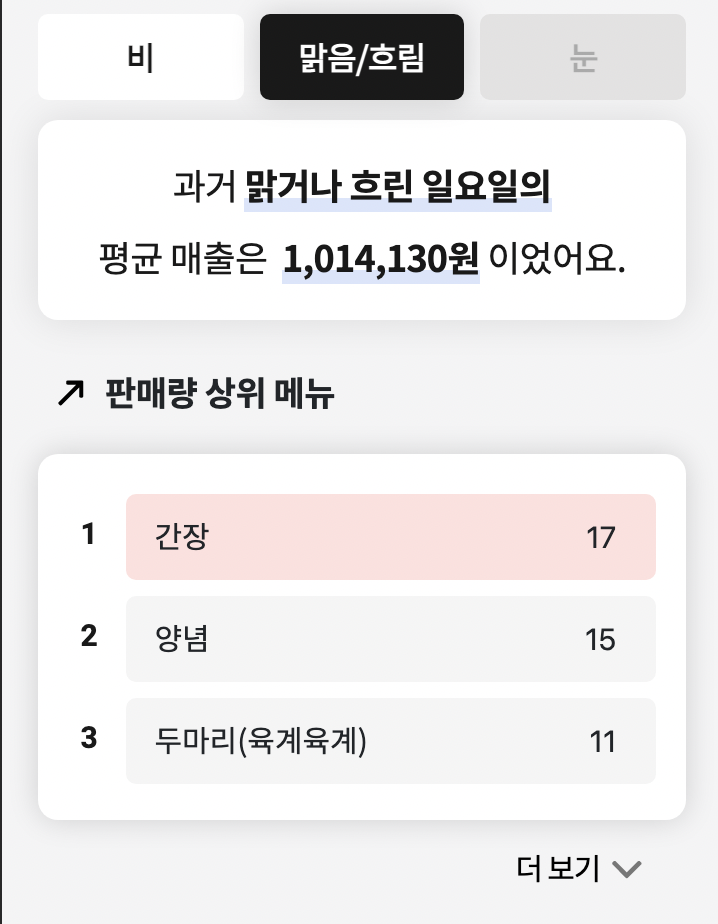 비 맑음/흐림 눈
과거 맑거나 흐린 일요일의
평균 매출은 1,014,130원 이었어요.
판매량 상위 메뉴
1 간장 17
2 양념 15
3 두마리(육계육계) 11
더 보기